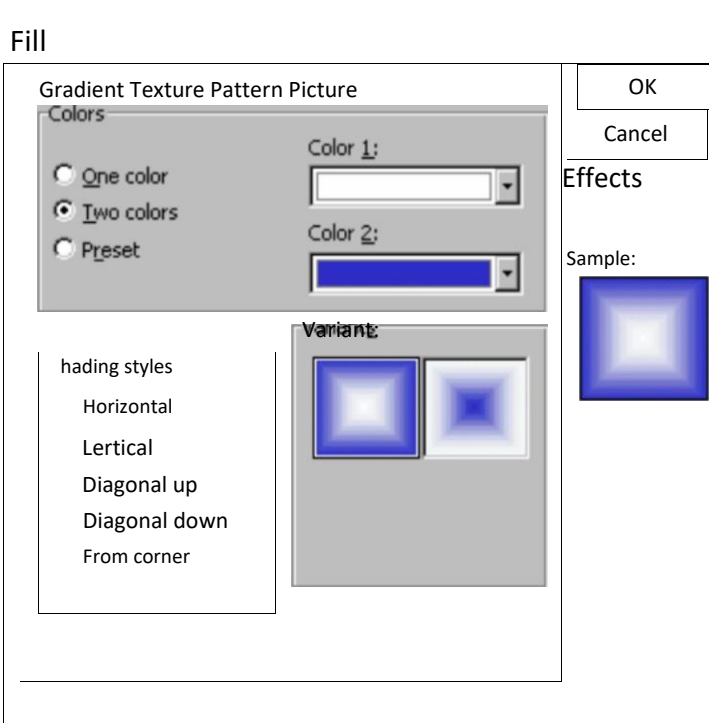 Fill
Gradient Texture Pattern Picture
OK
Cancel
Effects
Colors
One color
Two colors
Preset
Color 1:
Color 2:
Sample:
Variant:
hading styles
Horizontal
Lertical
Diagonal up
Diagonal down
From corner